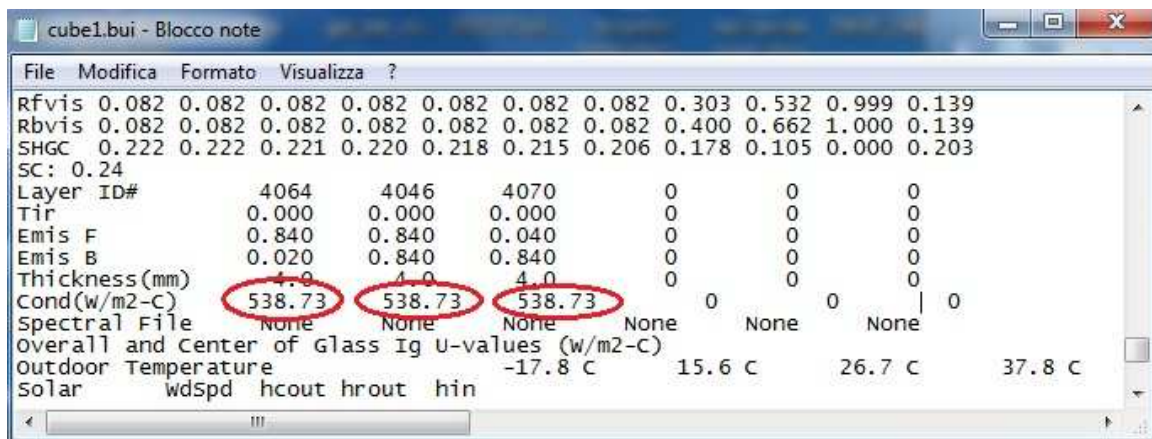 cube1.bui - Blocco note
File Modifica Formato Visualizza ?
Rfvis 0.082 0.082 0.082 0.082 0.082 0.082 0.082 0.303 0.532 0.999 0.139
Rbvis 0.082 0.082 0.082 0.082 0.082 0.082 0.082 0.400 0.662 1.000 0.139
SHGC 0.222 0.222 0.221 0.220 0.218 0.215 0.206 0.178 0.105 0.000 0.203
SC: 0.24
Layer ID# 4064 4046 4070 0 0 0
Tir 0.000 0.000 0.000 0 0 0
Emis F 0.840 0.840 0.040 0 0 0
Emis B 0.020 0.840 0.840 0 0 0
Thickness(mm) 4.0 4.0 4.0 0 0 0
Cond(W/m2-C) 538.73 538.73 538.73 0 0 0
Spectral File None None None None None None
Overall and Center of Glass Ig U-values (W/m2-C)
Outdoor Temperature -17.8 C 15.6 C 26.7 C 37.8 C
Solar WdSpd hcout hrout hin